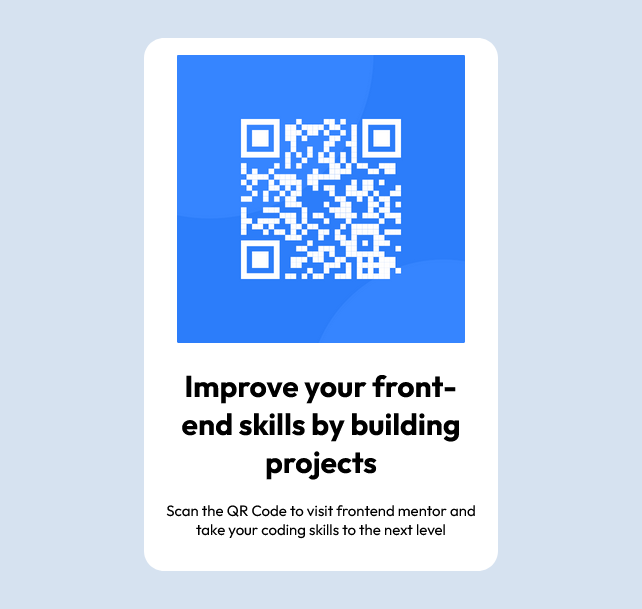 Improve your front-
end skills by building
projects
Scan the QR Code to visit frontend mentor and
take your coding skills to the next level